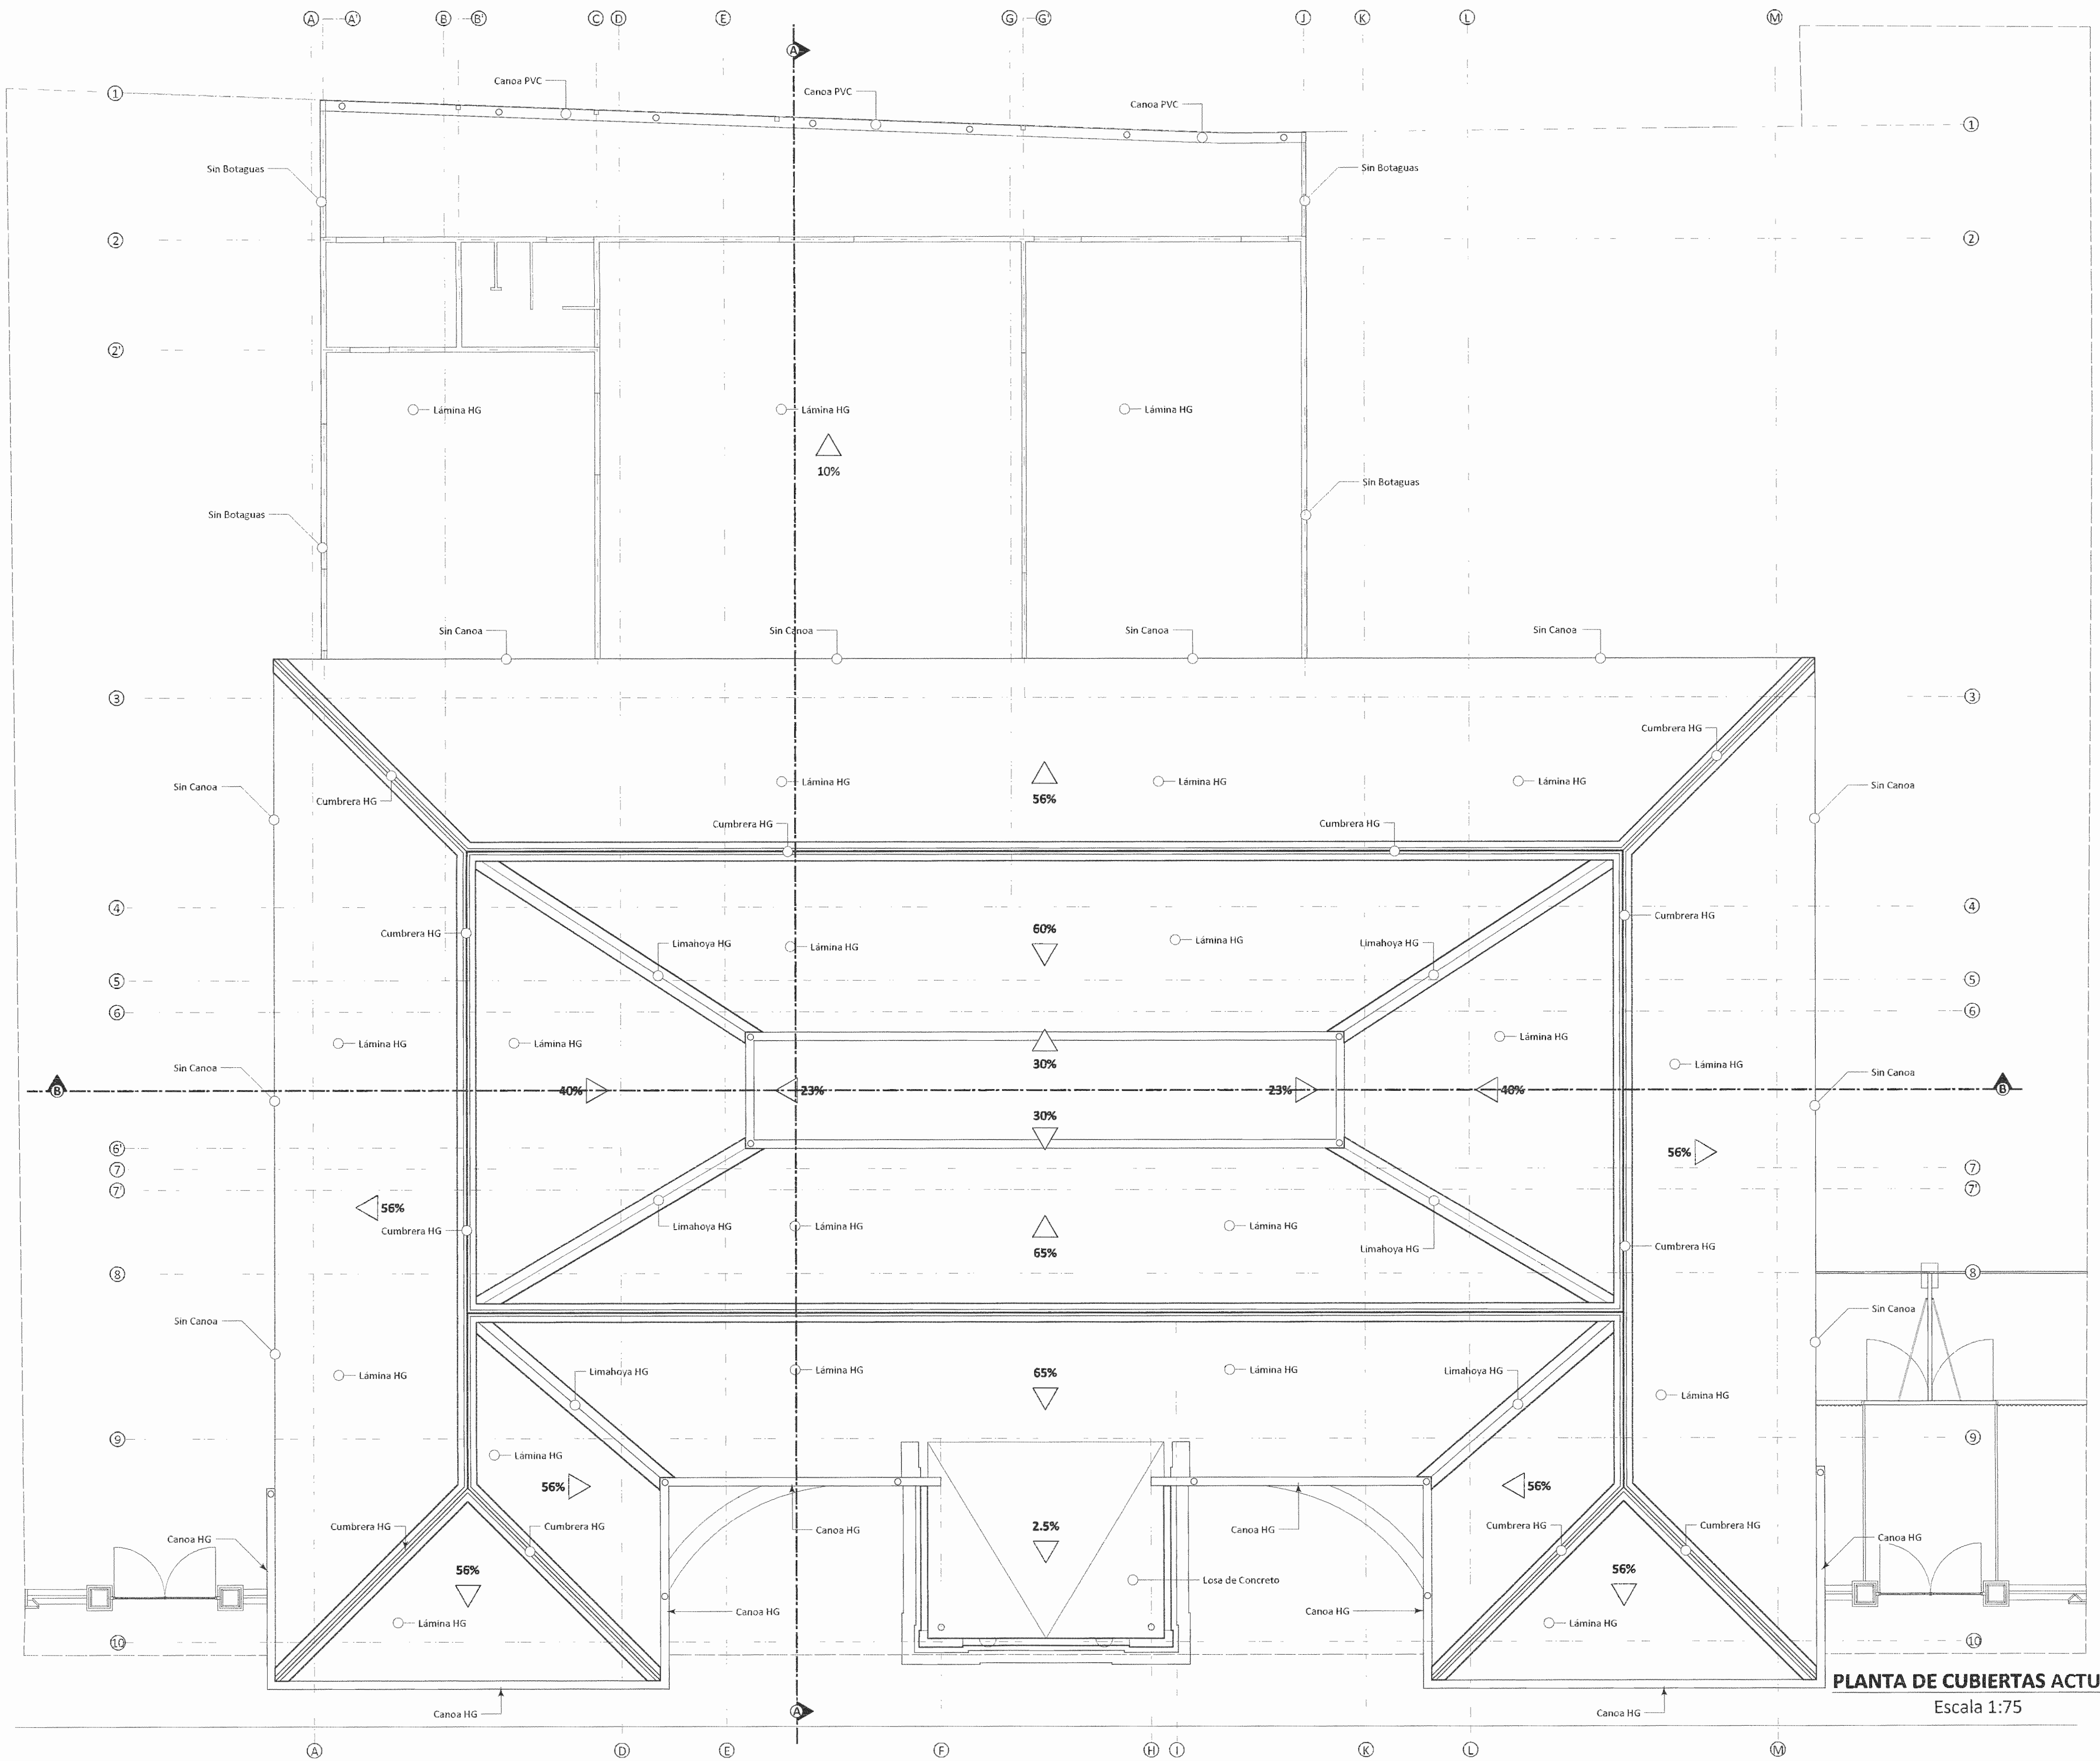 A A' B B' C D E G G' J K L M
A
Canoa PVC
Canoa PVC
Canoa PVC
1
1
Sin Botaguas
Sin Botaguas
2
2
2'
Lámina HG
Lámina HG
Lámina HG
10%
Sin Botaguas
Sin Botaguas
Sin Canoa
Sin Canoa
Sin Canoa
Sin Canoa
3
3
Cumbrera HG
Sin Canoa
Cumbrera HG
Lámina HG
56%
Lámina HG
Lámina HG
Sin Canoa
Cumbrera HG
Cumbrera HG
4
4
Cumbrera HG
Limahoya HG
Lámina HG
60%
Lámina HG
Limahoya HG
Cumbrera HG
5
5
6
6
Lámina HG
Lámina HG
30%
Lámina HG
Lámina HG
Sin Canoa
Sin Canoa
B
40%
23%
23%
40%
B
30%
6'
7
7
7'
7'
56%
56%
Cumbrera HG
Limahoya HG
Lámina HG
65%
Lámina HG
Limahoya HG
Cumbrera HG
8
8
Sin Canoa
Sin Canoa
Lámina HG
Limahoya HG
Lámina HG
65%
Lámina HG
Limahoya HG
Lámina HG
9
9
Lámina HG
56%
56%
Canoa HG
Cumbrera HG
Cumbrera HG
Canoa HG
2.5%
Canoa HG
Cumbrera HG
Cumbrera HG
Canoa HG
56%
Losa de Concreto
56%
Lámina HG
Canoa HG
Canoa HG
Lámina HG
10
10
PLANTA DE CUBIERTAS ACTU
Escala 1:75
Canoa HG
A
Canoa HG
A D E F H I K L M